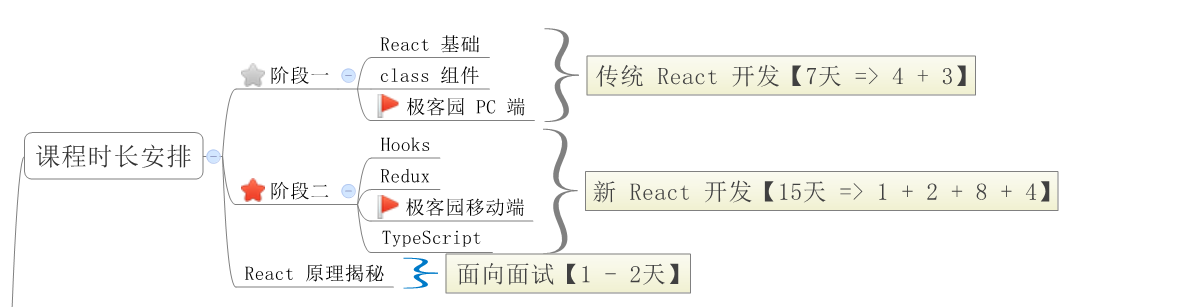 课程时长安排
阶段一
React 基础
class 组件
极客园 PC 端
传统 React 开发【7天 => 4 + 3】
阶段二
Hooks
Redux
极客园移动端
TypeScript
新 React 开发【15天 => 1 + 2 + 8 + 4】
React 原理揭秘
面向面试【1 - 2天】